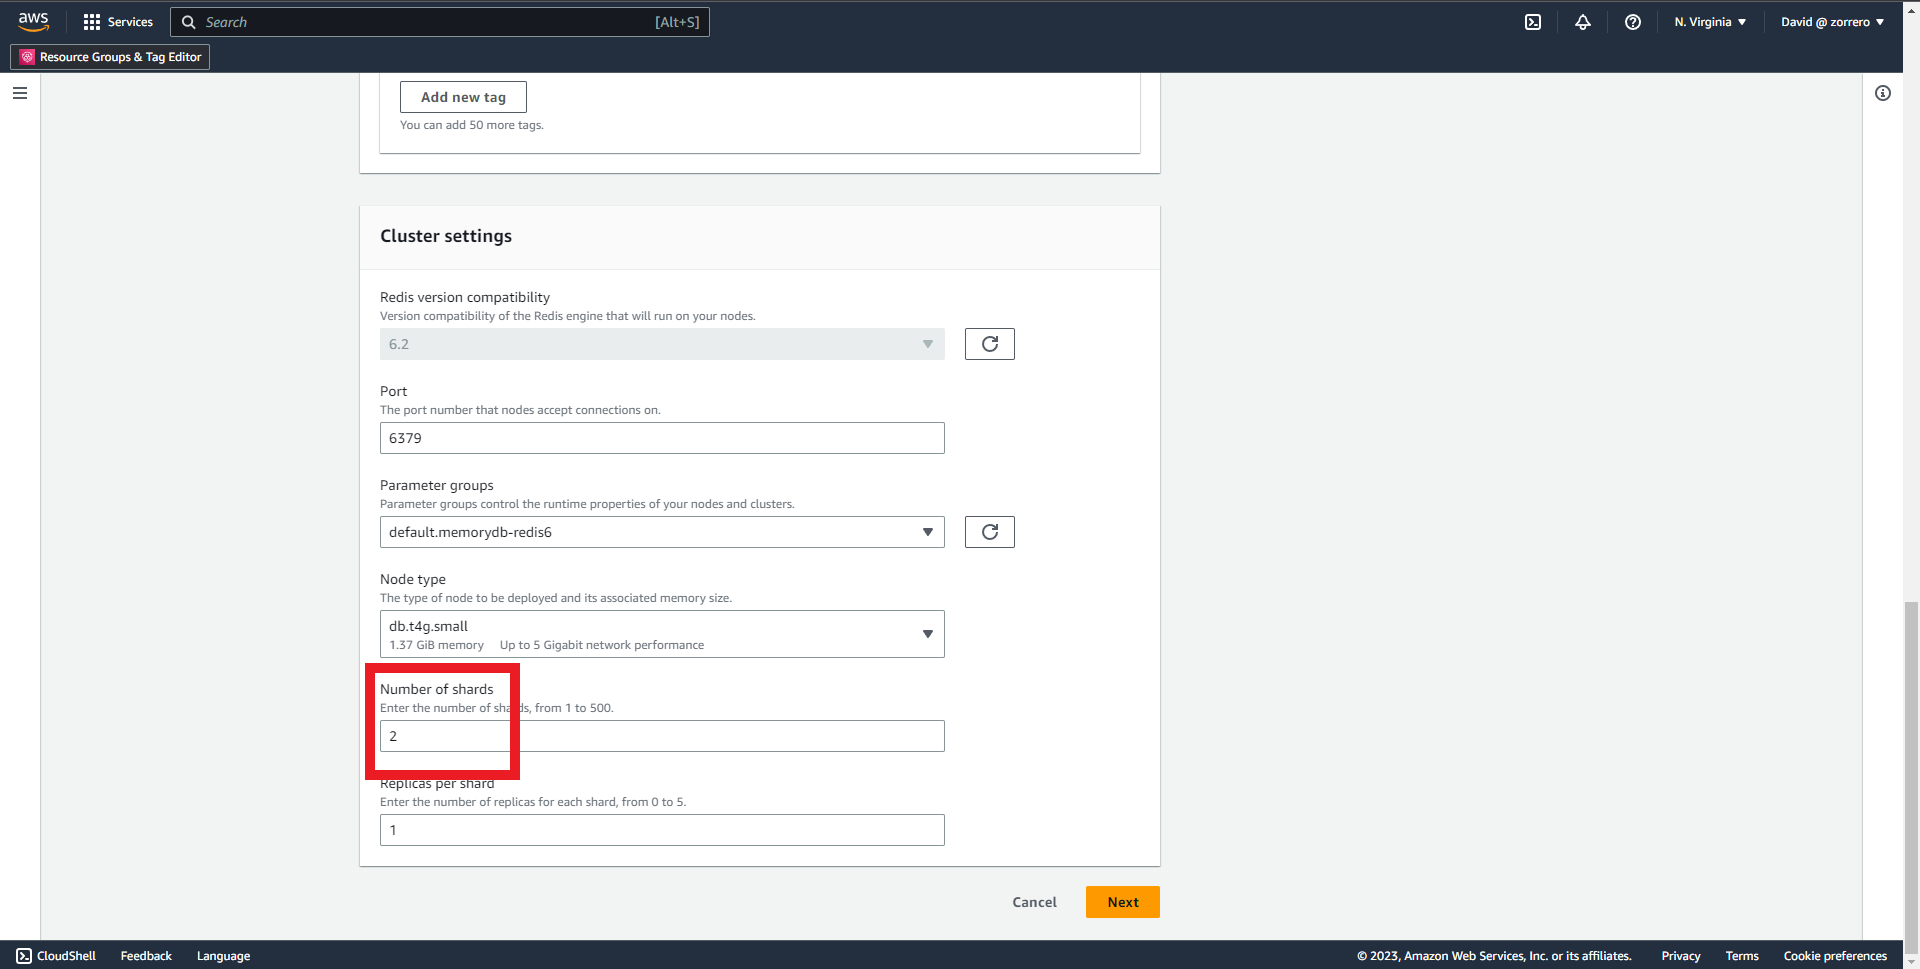 aws
Services
Search
[Alt+S]
N. Virginia
David @ zorrero
Resource Groups & Tag Editor
Add new tag
You can add 50 more tags.
Cluster settings
Redis version compatibility
Version compatibility of the Redis engine that will run on your nodes.
6.2
Port
The port number that nodes accept connections on.
6379
Parameter groups
Parameter groups control the runtime properties of your nodes and clusters.
default.memorydb-redis6
Node type
The type of node to be deployed and its associated memory size.
db.t4g.small
1.37 GiB memory Up to 5 Gigabit network performance
Number of shards
Enter the number of shards, from 1 to 500.
2
Replicas per shard
Enter the number of replicas for each shard, from 0 to 5.
1
Cancel
Next
CloudShell
Feedback
Language
© 2023, Amazon Web Services, Inc. or its affiliates.
Privacy
Terms
Cookie preferences